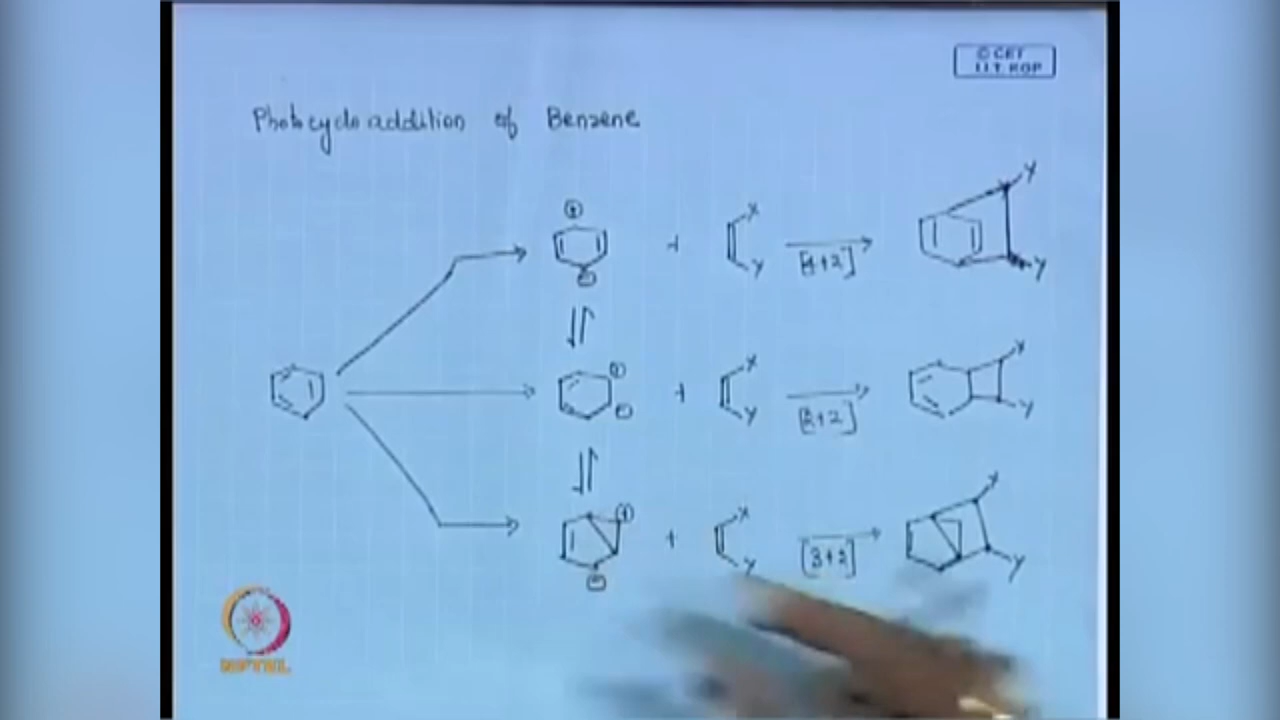 © CET
I.I.T. KGP
Photocycloaddition of Benzene
⊕ + X Y [4+2] Y Y
⊖
⊕ ⊖ + X Y [2+2] X Y
⊕ + X Y [3+2] Y Y
⊖
NPTEL